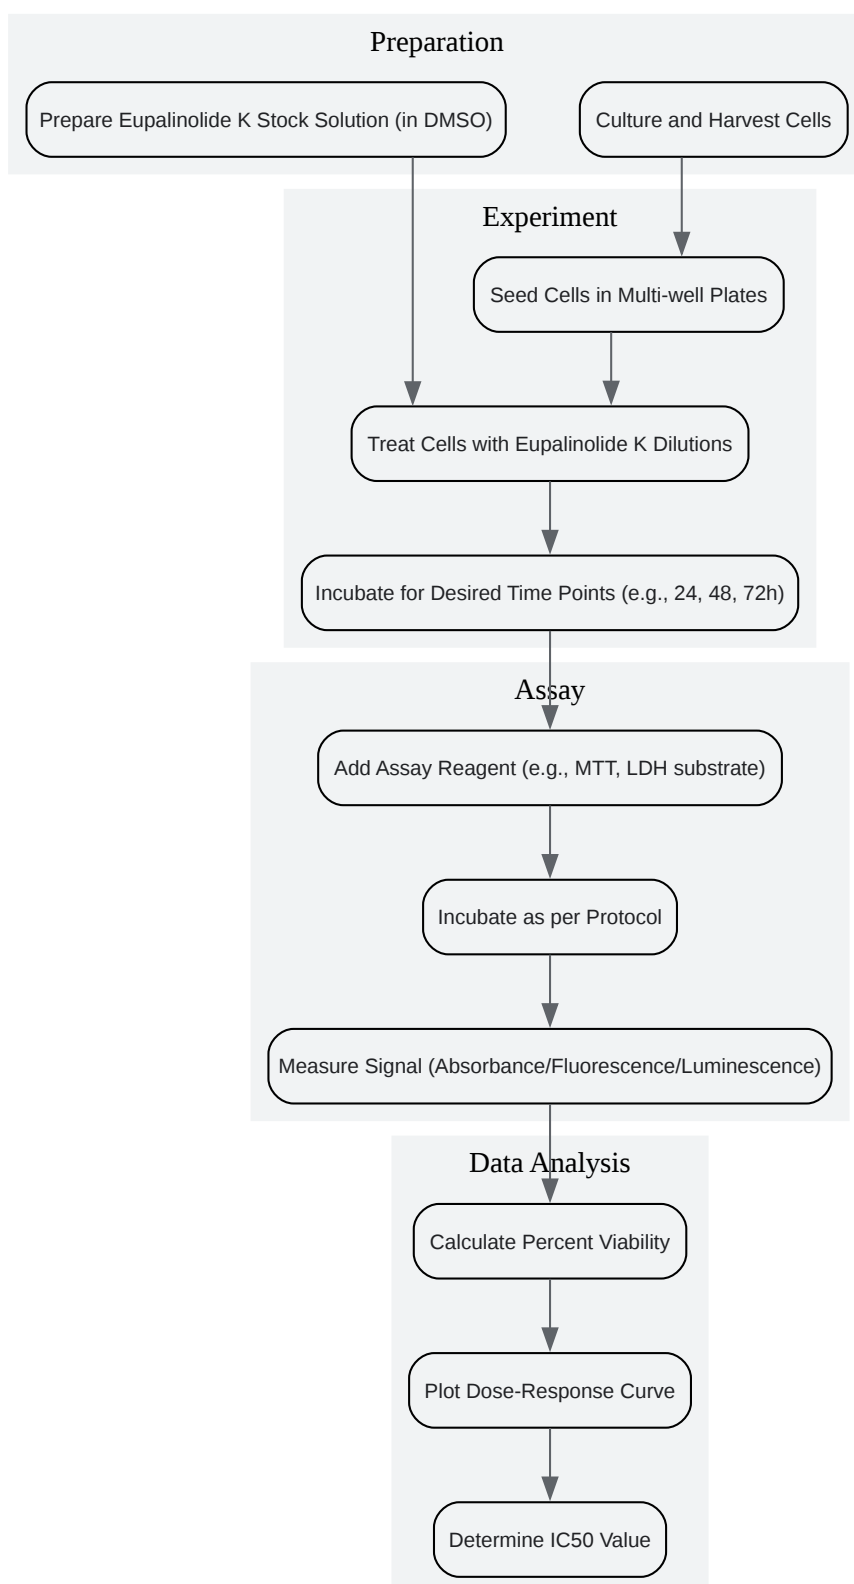 Preparation
Prepare Eupalinolide K Stock Solution (in DMSO)
Culture and Harvest Cells
Experiment
Seed Cells in Multi-well Plates
Treat Cells with Eupalinolide K Dilutions
Incubate for Desired Time Points (e.g., 24, 48, 72h)
Assay
Add Assay Reagent (e.g., MTT, LDH substrate)
Incubate as per Protocol
Measure Signal (Absorbance/Fluorescence/Luminescence)
Data Analysis
Calculate Percent Viability
Plot Dose-Response Curve
Determine IC50 Value